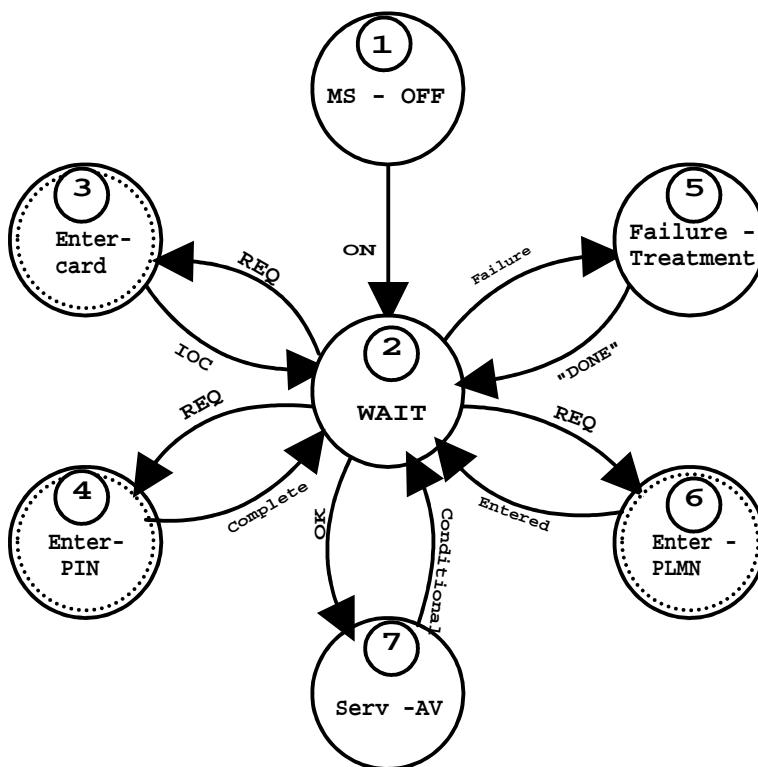 1
MS - OFF
3
Enter-
card
5
Failure -
Treatment
ON
REQ
Failure
IOC
"DONE"
2
WAIT
REQ
REQ
4
Enter-
PIN
Complete
OK
Conditional
Entered
6
Enter -
PLMN
7
Serv -AV